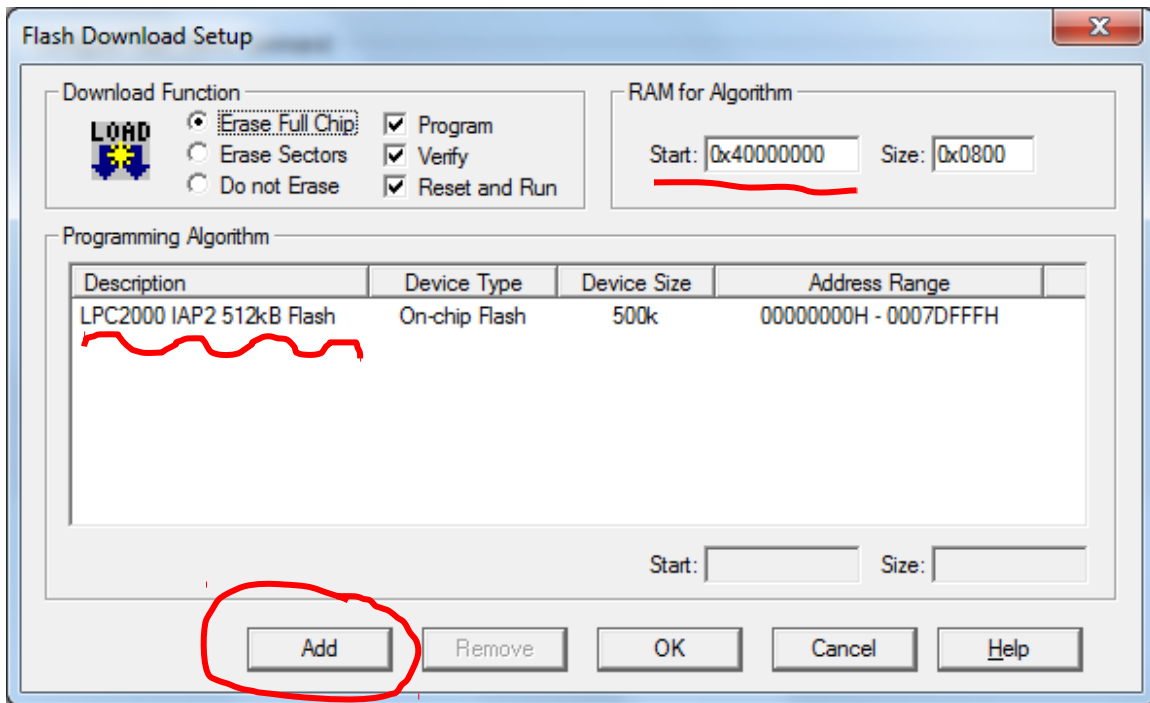 Flash Download Setup
Download Function
LOAD
Erase Full Chip
Erase Sectors
Do not Erase
Program
Verify
Reset and Run
RAM for Algorithm
Start: 0x40000000 Size: 0x0800
Programming Algorithm
Description Device Type Device Size Address Range
LPC2000 IAP2 512kB Flash On-chip Flash 500k 00000000H - 0007DFFFH
Start: Size:
Add Remove OK Cancel Help